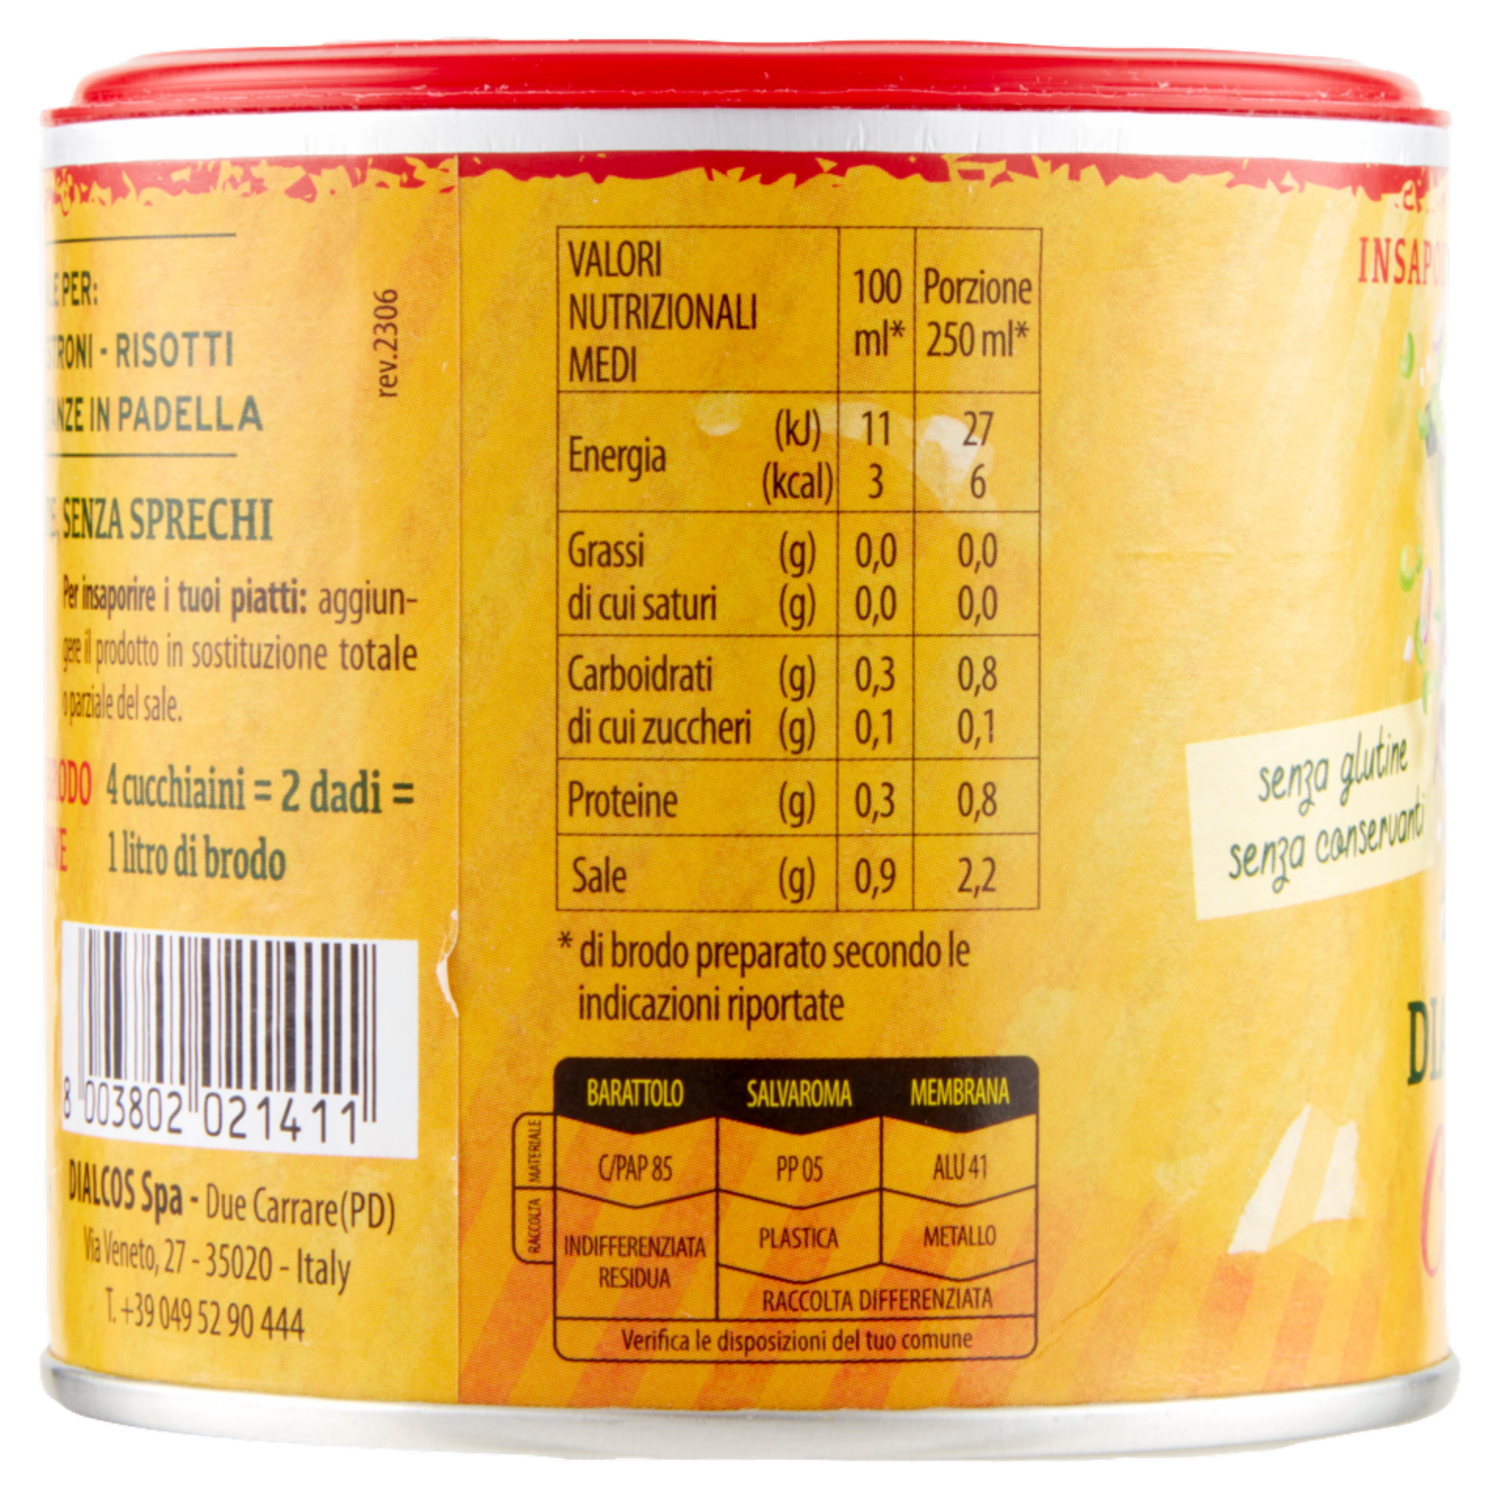 PER:
RISOTTI
IN PADELLA
SENZA SPRECHI
Per insaporire i tuoi piatti: aggiun-
gere il prodotto in sostituzione totale
o parziale del sale.
4 cucchiaini = 2 dadi =
1 litro di brodo
8 003802 021411
DIALCOS Spa - Due Carrare(PD)
Via Veneto, 27 - 35020 - Italy
T. +39 049 52 90 444
rev.2306
VALORI NUTRIZIONALI MEDI 100 ml* Porzione 250 ml*
Energia (kJ) 11 27
(kcal) 3 6
Grassi (g) 0,0 0,0
di cui saturi (g) 0,0 0,0
Carboidrati (g) 0,3 0,8
di cui zuccheri (g) 0,1 0,1
Proteine (g) 0,3 0,8
Sale (g) 0,9 2,2
* di brodo preparato secondo le
indicazioni riportate
BARATTOLO SALVAROMA MEMBRANA
MATERIALE C/PAP 85 PP 05 ALU 41
RACCOLTA INDIFFERENZIATA RESIDUA PLASTICA METALLO
RACCOLTA DIFFERENZIATA
Verifica le disposizioni del tuo comune
senza glutine
senza conservanti